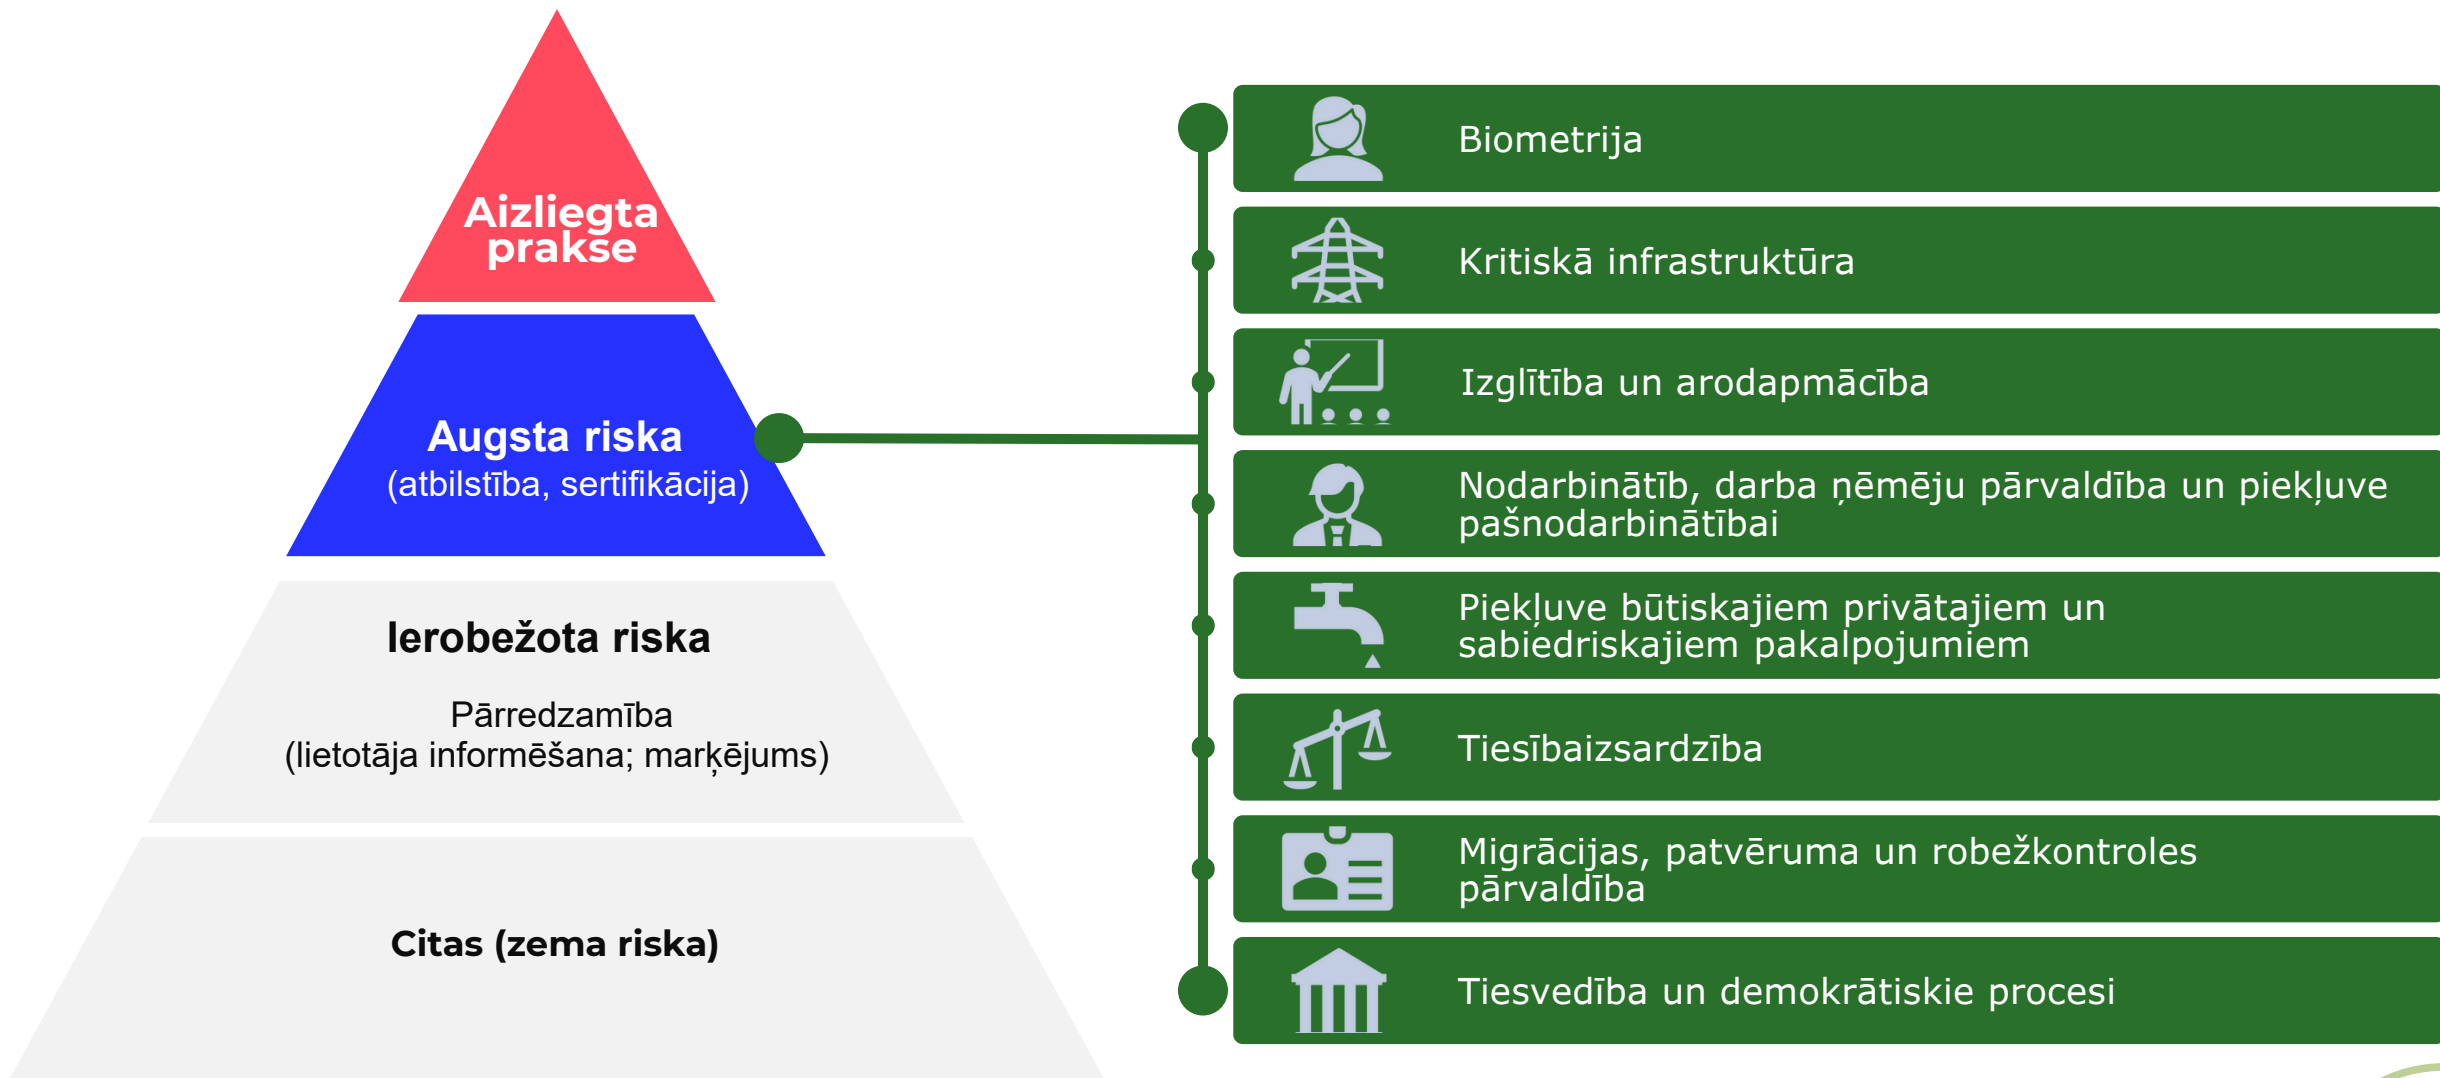 Aizliegta
prakse
Augsta riska
(atbilstība, sertifikācija)
Ierobežota riska
Pārredzamība
(lietotāja informēšana; marķējums)
Citas (zema riska)
Biometrija
Kritiskā infrastruktūra
Izglītība un arodapmācība
Nodarbinātīb, darba ņēmēju pārvaldība un piekļuve
pašnodarbinātībai
Piekļuve būtiskajiem privātajiem un
sabiedriskajiem pakalpojumiem
Tiesībaizsardzība
Migrācijas, patvēruma un robežkontroles
pārvaldība
Tiesvedība un demokrātiskie procesi